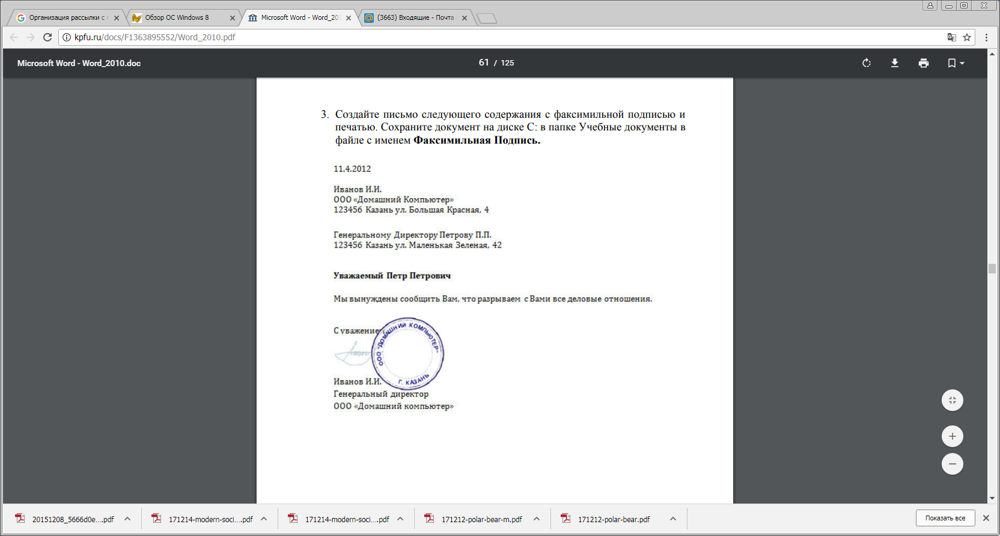 Организация рассылки с
Обзор ОС Windows 8
Microsoft Word - Word_201
(3663) Входящие - Почта
kpfu.ru/docs/F1363895552/Word_2010.pdf
Microsoft Word - Word_2010.doc
61 / 125
3. Создайте письмо следующего содержания с факсимильной подписью и
печатью. Сохраните документ на диске С: в папке Учебные документы в
файле с именем Факсимильная Подпись.
11.4.2012
Иванов И.И.
ООО «Домашний Компьютер»
123456 Казань ул. Большая Красная, 4
Генеральному Директору Петрову П.П.
123456 Казань ул. Маленькая Зеленая, 42
Уважаемый Петр Петрович
Мы вынуждены сообщить Вам, что разрываем с Вами все деловые отношения.
С уважением,
ООО "ДОМАШНИЙ КОМПЬЮТЕР"
Г. КАЗАНЬ
Иванов И.И.
Генеральный директор
ООО «Домашний компьютер»
20151208_5666d0e....pdf
171214-modern-soci....pdf
171214-modern-soci....pdf
171212-polar-bear-m.pdf
171212-polar-bear.pdf
Показать все